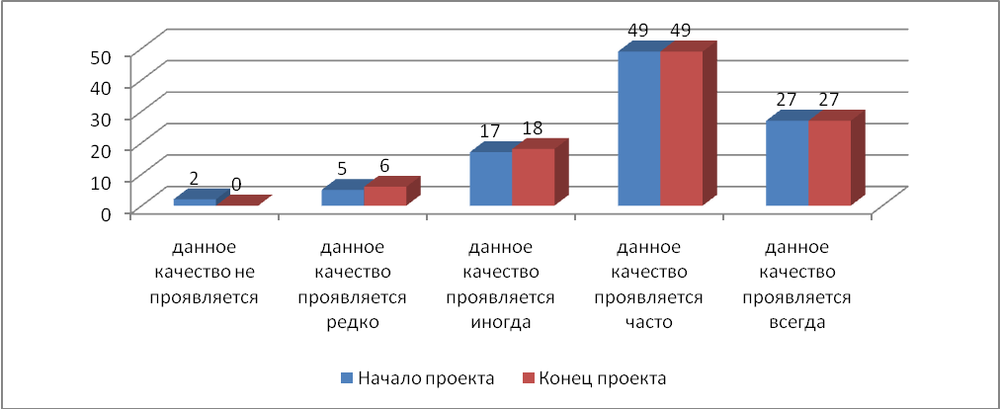 49 49
50
40
27 27
30
17 18
20
5 6
10
2 0
0
данное качество не проявляется
данное качество проявляется редко
данное качество проявляется иногда
данное качество проявляется часто
данное качество проявляется всегда
Начало проекта Конец проекта